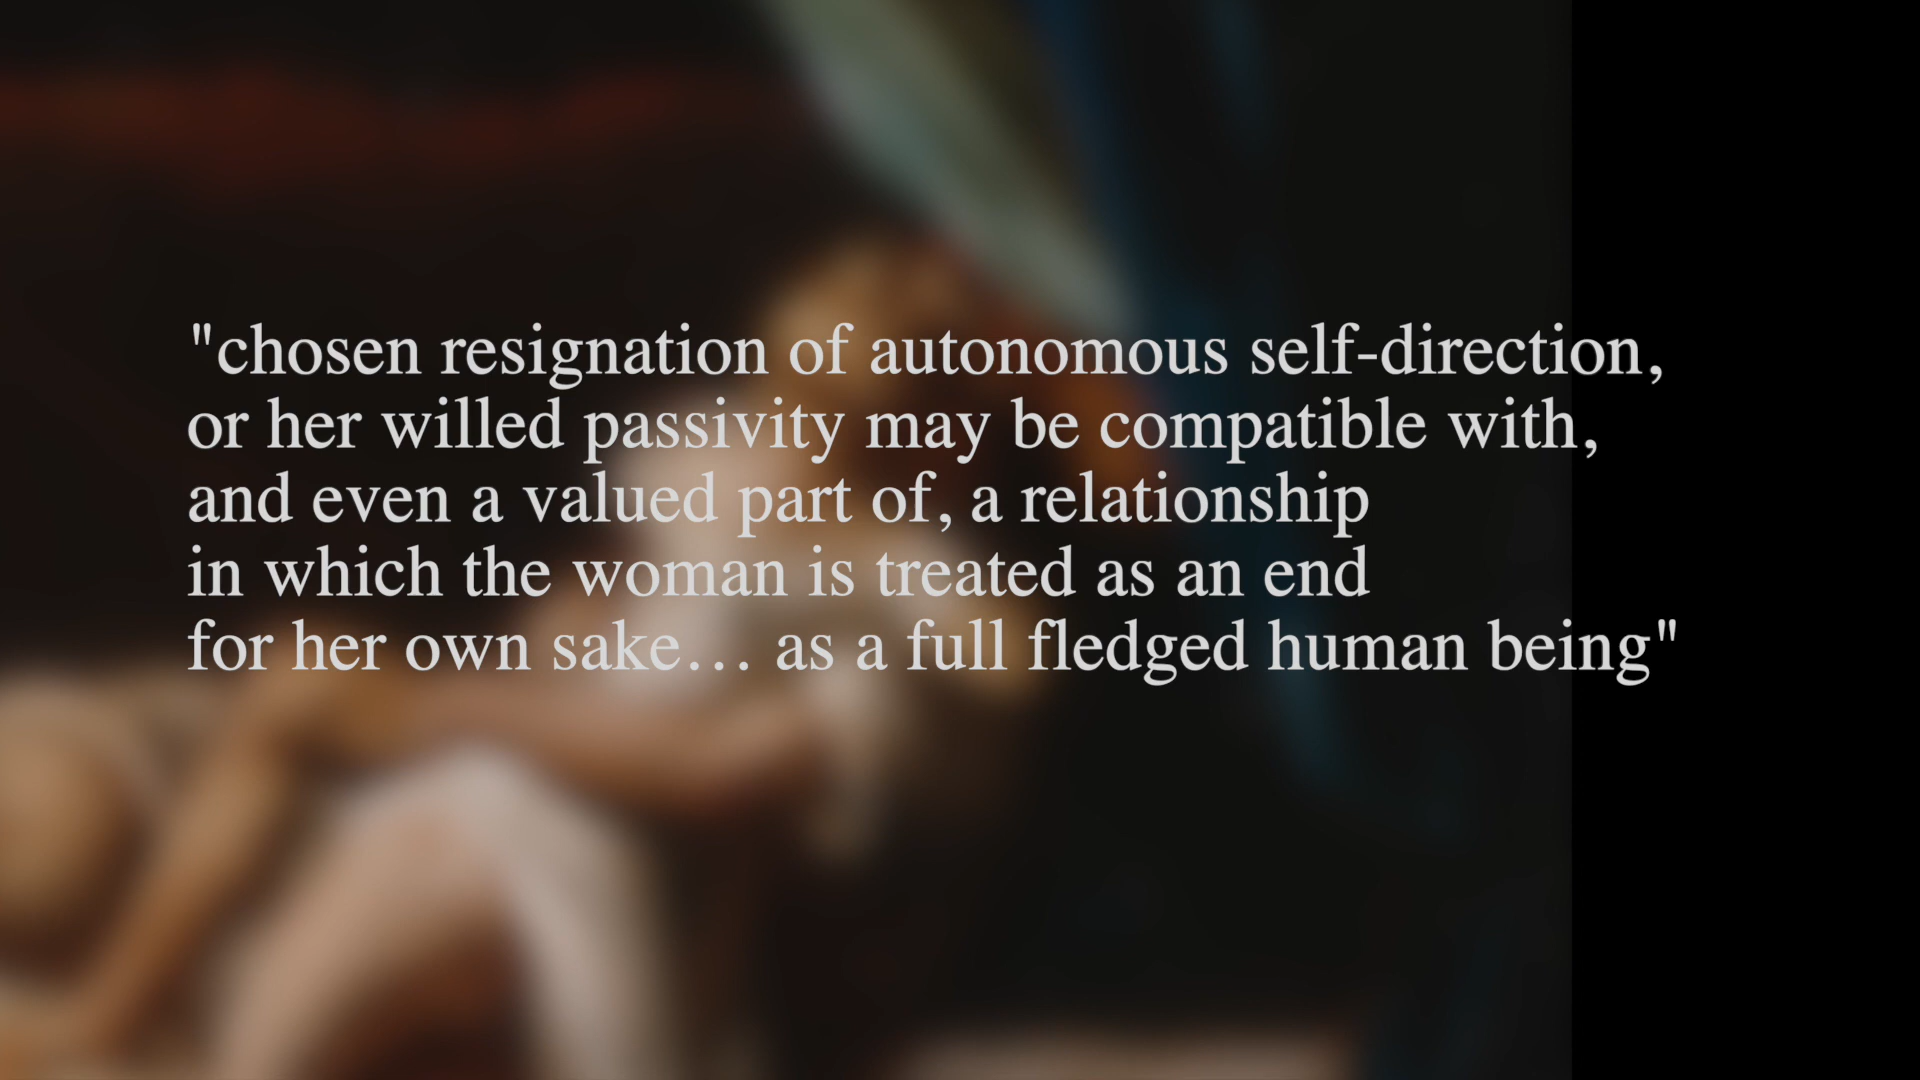 "chosen resignation of autonomous self-direction,
or her willed passivity may be compatible with,
and even a valued part of, a relationship
in which the woman is treated as an end
for her own sake… as a full fledged human being"